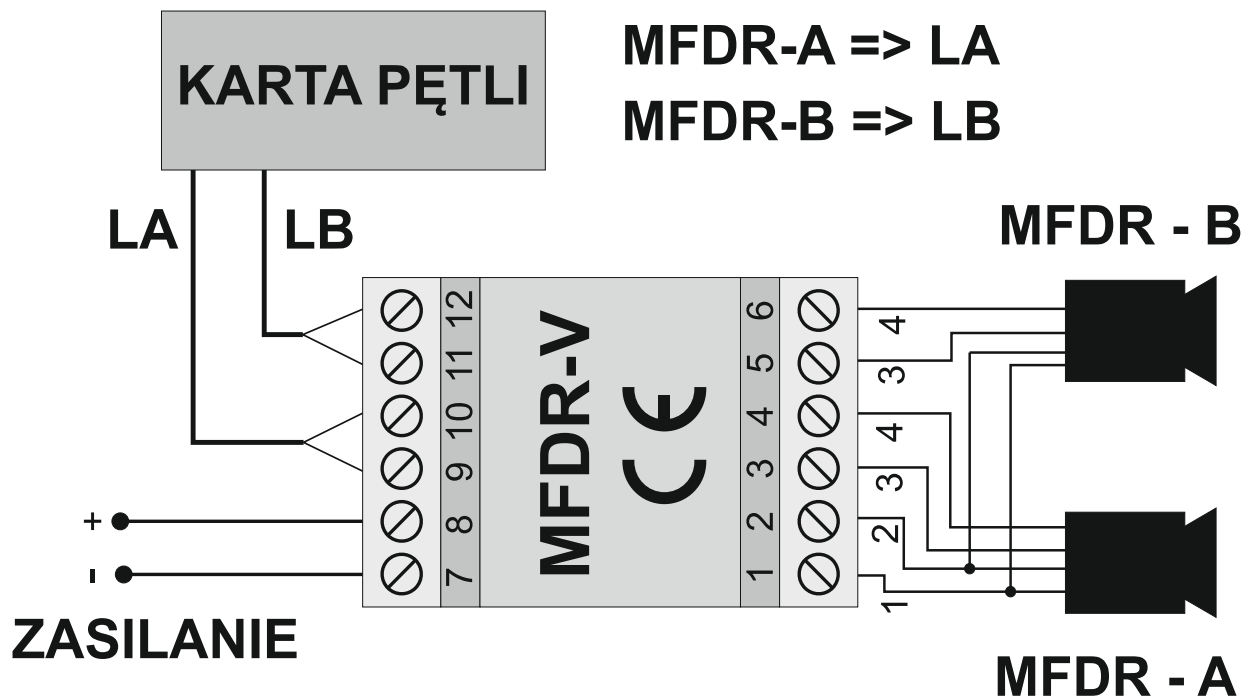 KARTA PĘTLI
MFDR-A => LA
MFDR-B => LB
LA
LB
MFDR - B
12
11
10
9
8
7
MFDR-V
CE
6
5
4
3
2
1
4
3
4
3
2
1
+
-
ZASILANIE
MFDR - A